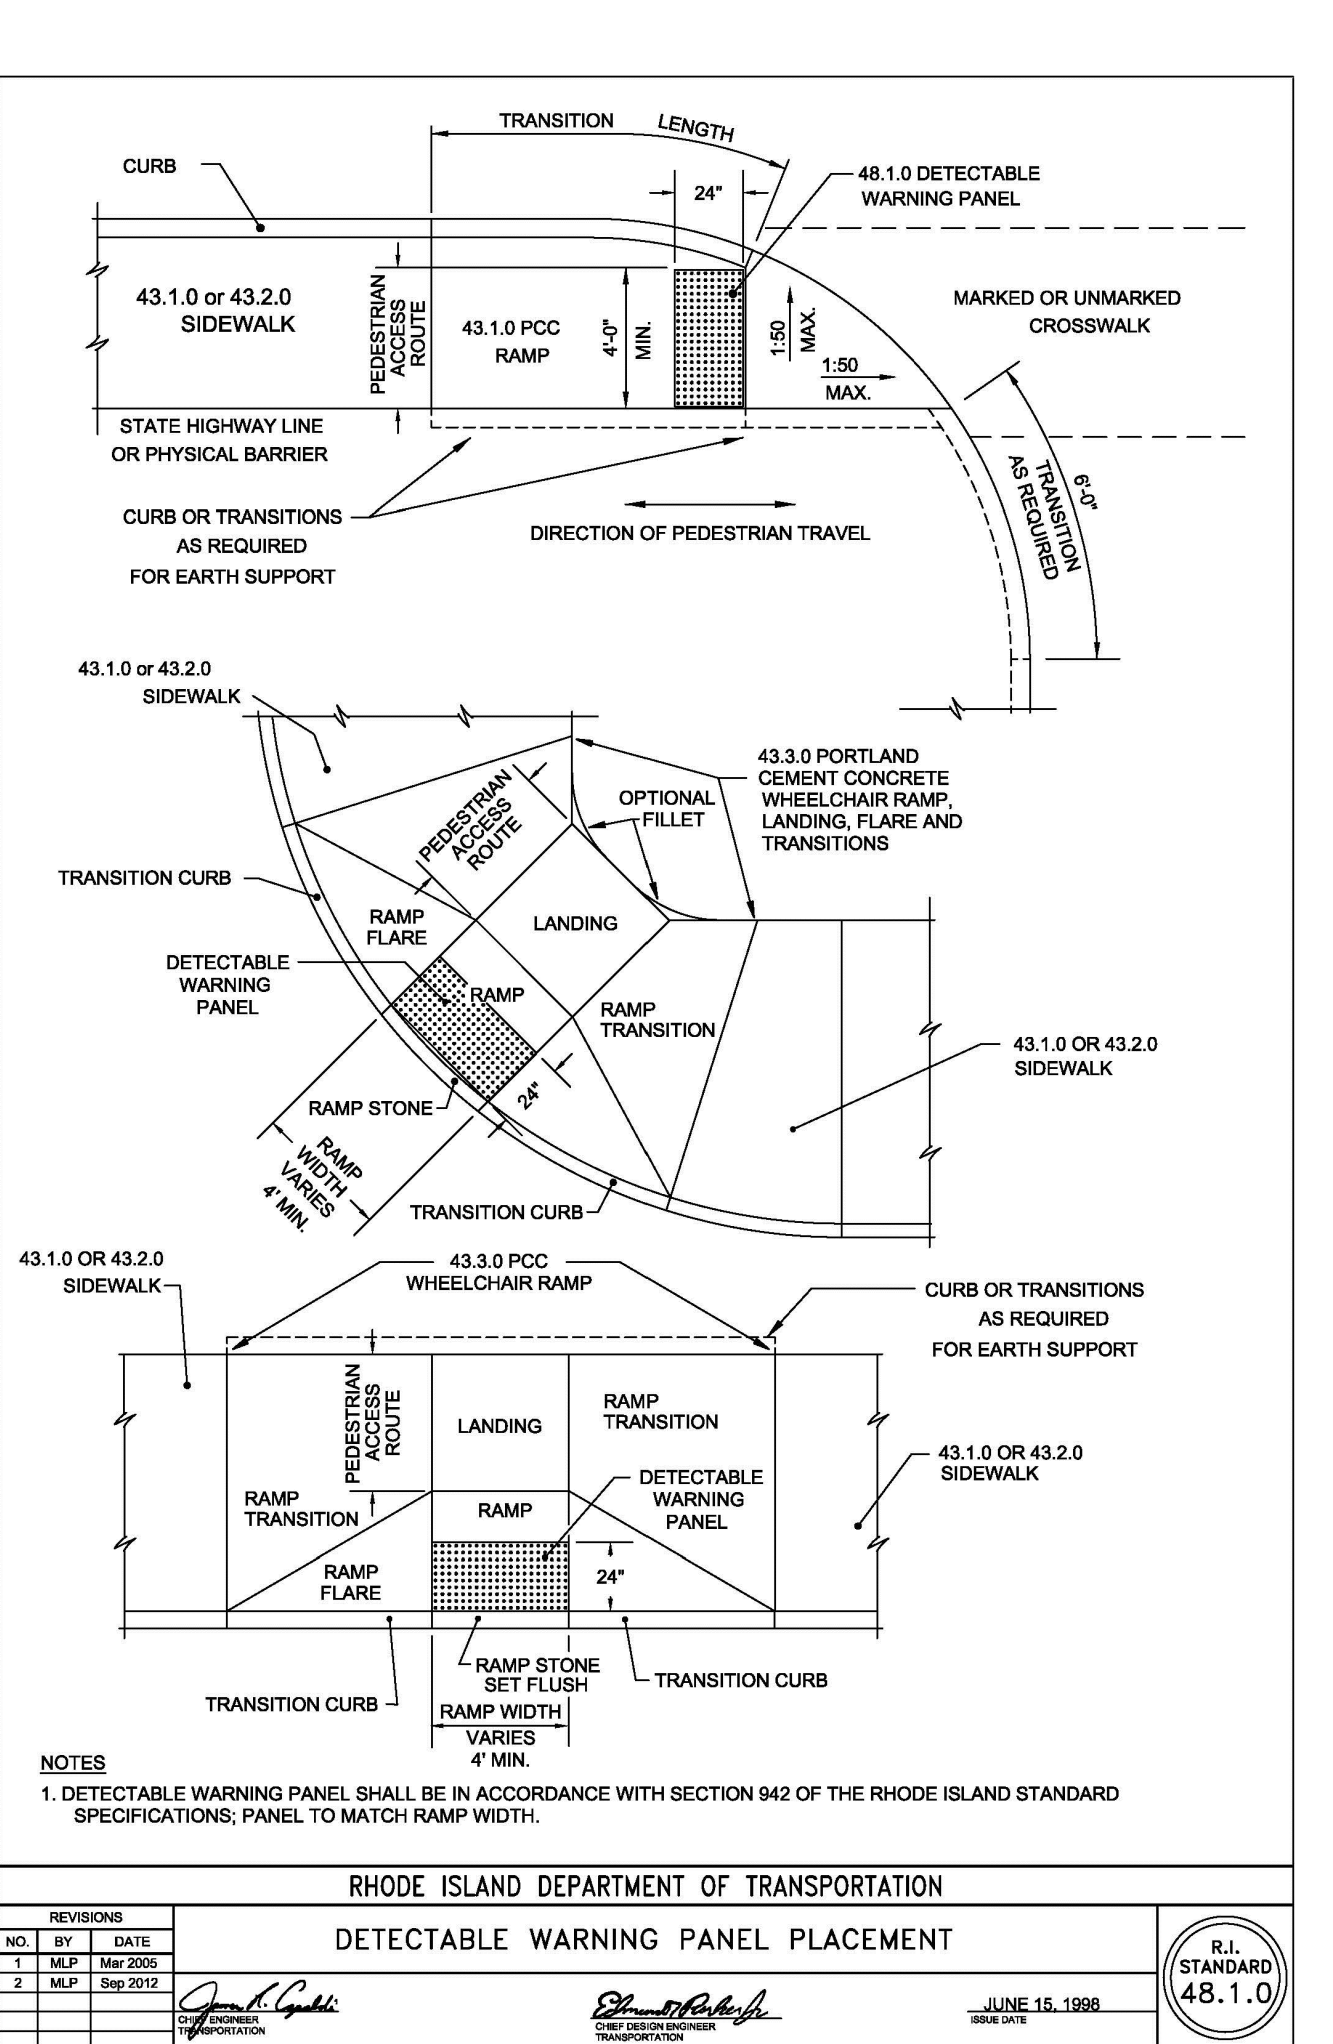 TRANSITION LENGTH
CURB
24"
48.1.0 DETECTABLE
WARNING PANEL
43.1.0 or 43.2.0
SIDEWALK
PEDESTRIAN
ACCESS
ROUTE
43.1.0 PCC
RAMP
4'-0"
MIN.
1:50
MAX.
1:50
MAX.
MARKED OR UNMARKED
CROSSWALK
STATE HIGHWAY LINE
OR PHYSICAL BARRIER
6'-0"
TRANSITION
AS REQUIRED
CURB OR TRANSITIONS
AS REQUIRED
FOR EARTH SUPPORT
DIRECTION OF PEDESTRIAN TRAVEL
43.1.0 or 43.2.0
SIDEWALK
43.3.0 PORTLAND
CEMENT CONCRETE
WHEELCHAIR RAMP,
LANDING, FLARE AND
TRANSITIONS
OPTIONAL
FILLET
PEDESTRIAN
ACCESS
ROUTE
TRANSITION CURB
RAMP
FLARE
LANDING
DETECTABLE
WARNING
PANEL
RAMP
RAMP
TRANSITION
43.1.0 OR 43.2.0
SIDEWALK
24"
RAMP STONE
RAMP
WIDTH
VARIES
4' MIN.
TRANSITION CURB
43.1.0 OR 43.2.0
SIDEWALK
43.3.0 PCC
WHEELCHAIR RAMP
CURB OR TRANSITIONS
AS REQUIRED
FOR EARTH SUPPORT
PEDESTRIAN
ACCESS
ROUTE
LANDING
RAMP
TRANSITION
43.1.0 OR 43.2.0
SIDEWALK
DETECTABLE
WARNING
PANEL
RAMP
TRANSITION
RAMP
RAMP
FLARE
24"
RAMP STONE
SET FLUSH
TRANSITION CURB
TRANSITION CURB
RAMP WIDTH
VARIES
4' MIN.
NOTES
1. DETECTABLE WARNING PANEL SHALL BE IN ACCORDANCE WITH SECTION 942 OF THE RHODE ISLAND STANDARD
SPECIFICATIONS; PANEL TO MATCH RAMP WIDTH.
RHODE ISLAND DEPARTMENT OF TRANSPORTATION
REVISIONS
NO. BY DATE
1 MLP Mar 2005
2 MLP Sep 2012
DETECTABLE WARNING PANEL PLACEMENT
CHIEF ENGINEER
TRANSPORTATION
CHIEF DESIGN ENGINEER
TRANSPORTATION
JUNE 15, 1998
ISSUE DATE
R.I.
STANDARD
48.1.0